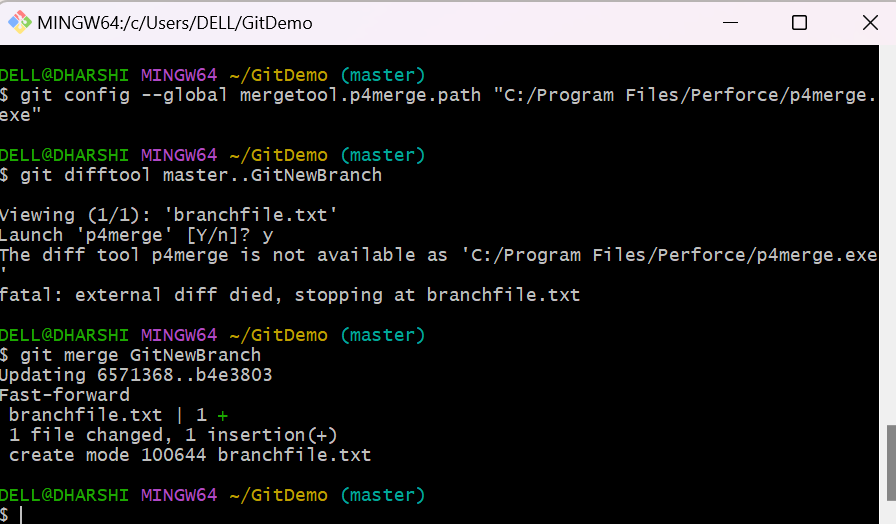 MINGW64:/c/Users/DELL/GitDemo
DELL@DHARSHI MINGW64 ~/GitDemo (master)
$ git config --global mergetool.p4merge.path "C:/Program Files/Perforce/p4merge.
exe"
DELL@DHARSHI MINGW64 ~/GitDemo (master)
$ git difftool master..GitNewBranch
Viewing (1/1): 'branchfile.txt'
Launch 'p4merge' [Y/n]? y
The diff tool p4merge is not available as 'C:/Program Files/Perforce/p4merge.exe
'
fatal: external diff died, stopping at branchfile.txt
DELL@DHARSHI MINGW64 ~/GitDemo (master)
$ git merge GitNewBranch
Updating 6571368..b4e3803
Fast-forward
 branchfile.txt | 1 +
 1 file changed, 1 insertion(+)
 create mode 100644 branchfile.txt
DELL@DHARSHI MINGW64 ~/GitDemo (master)
$